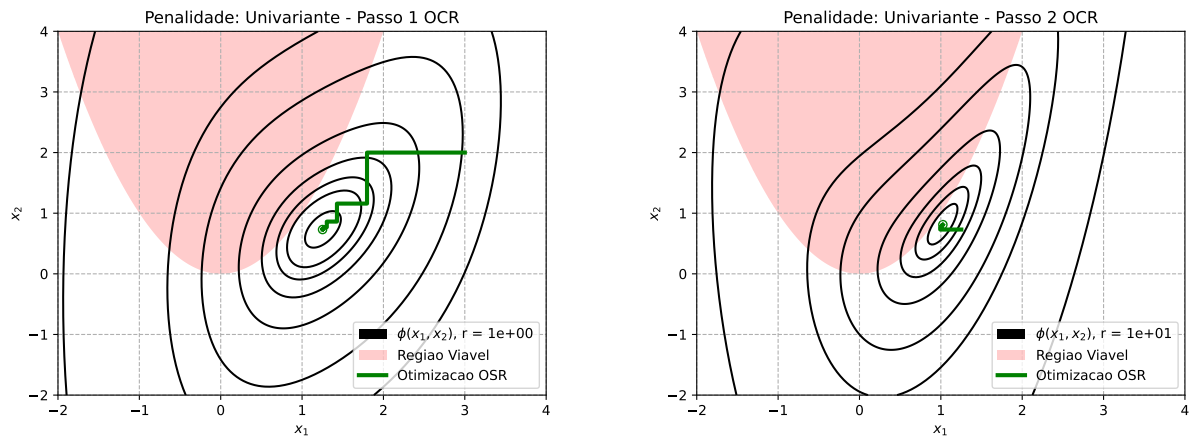 Penalidade: Univariante - Passo 1 OCR
4
3
2
1
0
−1
−2
x₂
−2 −1 0 1 2 3 4
x₁
ϕ(x₁, x₂), r = 1e+00
Regiao Viavel
Otimizacao OSR
Penalidade: Univariante - Passo 2 OCR
4
3
2
1
0
−1
−2
x₂
−2 −1 0 1 2 3 4
x₁
ϕ(x₁, x₂), r = 1e+01
Regiao Viavel
Otimizacao OSR